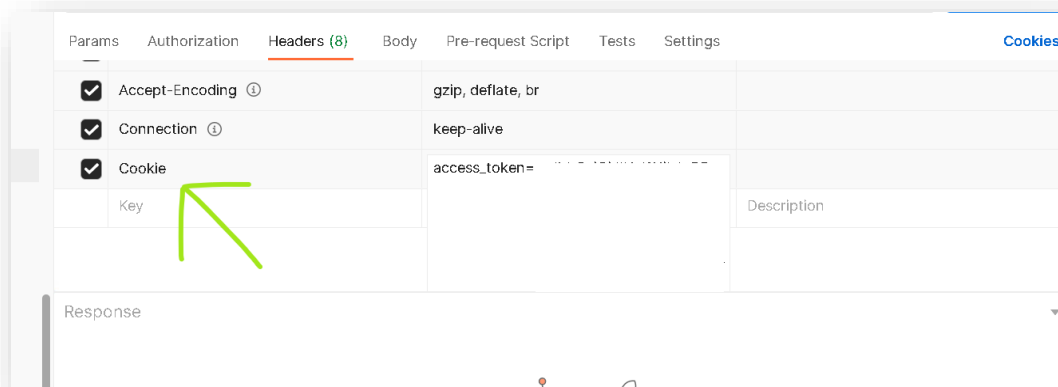 Params Authorization Headers (8) Body Pre-request Script Tests Settings Cookies
Accept-Encoding gzip, deflate, br
Connection keep-alive
Cookie access_token=
Key Description
Response